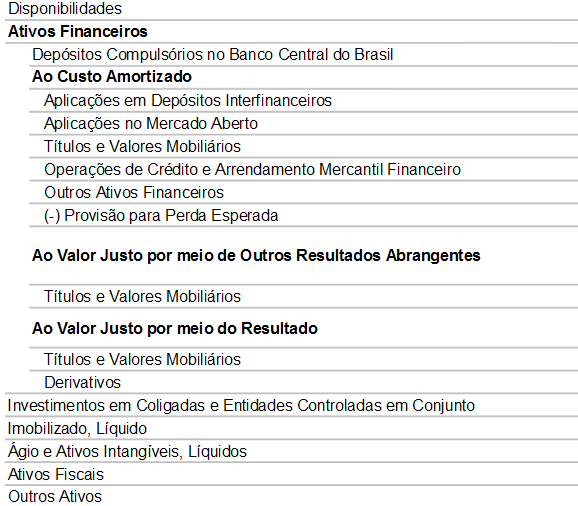 Disponibilidades
Ativos Financeiros
Depósitos Compulsórios no Banco Central do Brasil
Ao Custo Amortizado
Aplicações em Depósitos Interfinanceiros
Aplicações no Mercado Aberto
Títulos e Valores Mobiliários
Operações de Crédito e Arrendamento Mercantil Financeiro
Outros Ativos Financeiros
(-) Provisão para Perda Esperada
Ao Valor Justo por meio de Outros Resultados Abrangentes
Títulos e Valores Mobiliários
Ao Valor Justo por meio do Resultado
Títulos e Valores Mobiliários
Derivativos
Investimentos em Coligadas e Entidades Controladas em Conjunto
Imobilizado, Líquido
Ágio e Ativos Intangíveis, Líquidos
Ativos Fiscais
Outros Ativos